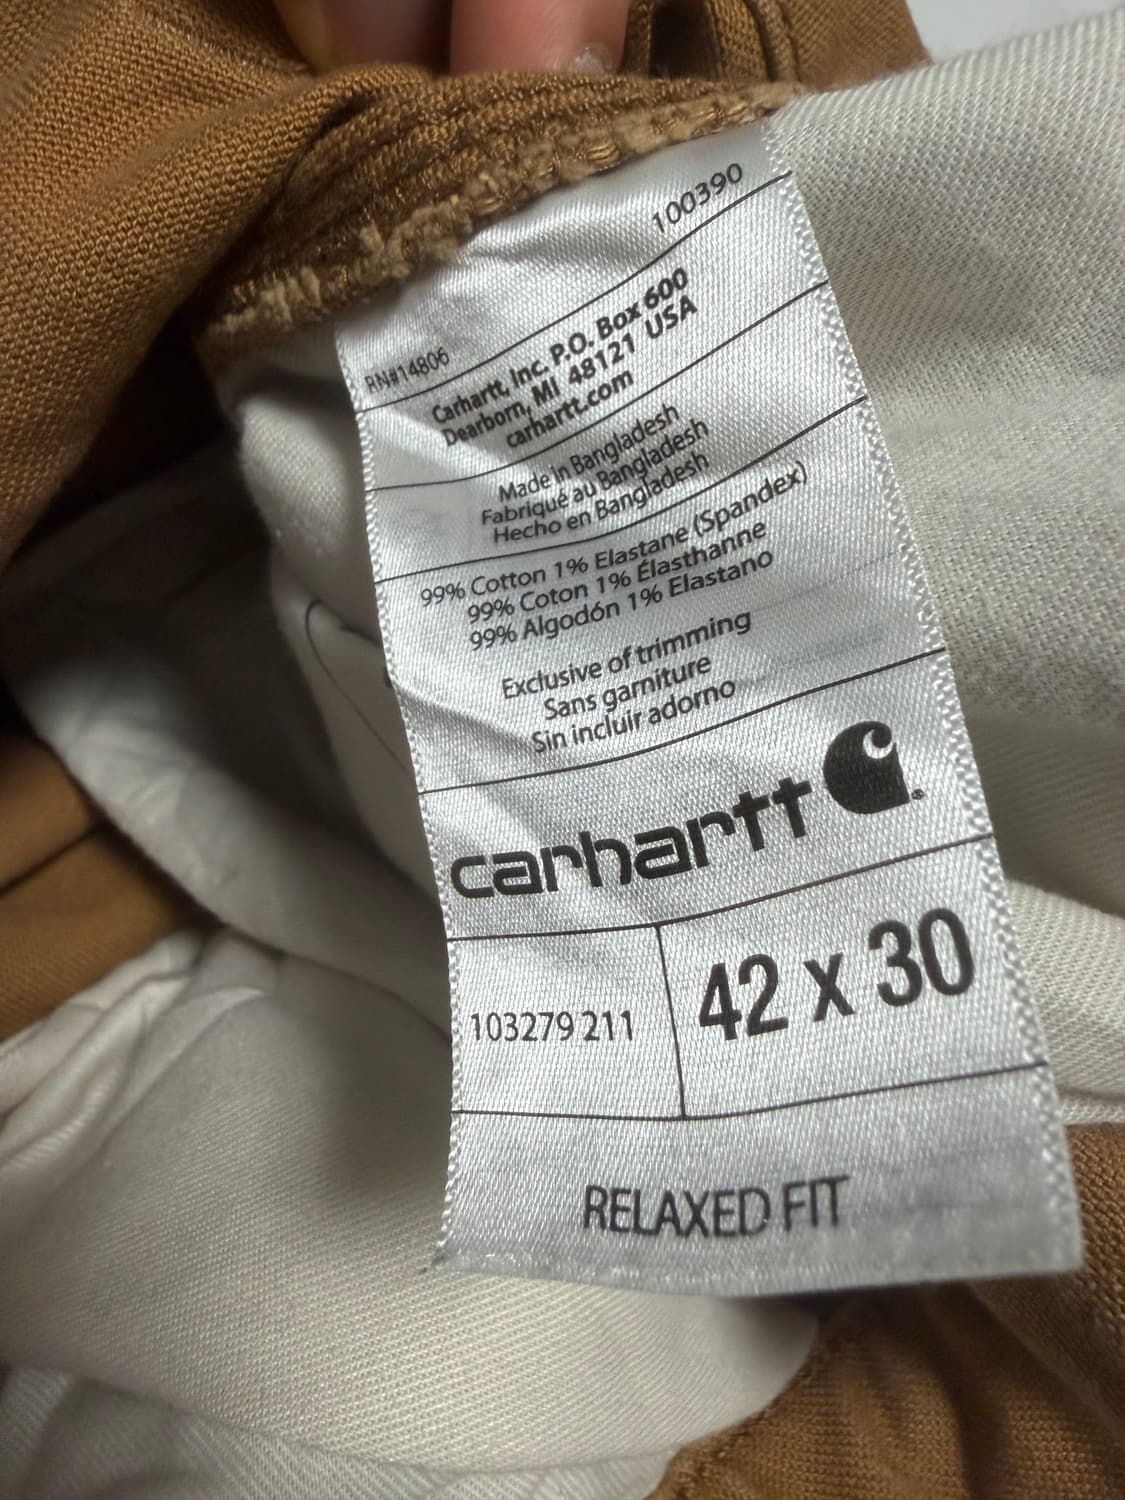 RN#14806 100390
Carhartt, Inc. P.O. Box 600
Dearborn, MI 48121 USA
carhartt.com
Made in Bangladesh
Fabriqué au Bangladesh
Hecho en Bangladesh
99% Cotton 1% Elastane (Spandex)
99% Coton 1% Élasthanne
99% Algodón 1% Elastano
Exclusive of trimming
Sans garniture
Sin incluir adorno
carhartt
103279 211 42 x 30
RELAXED FIT